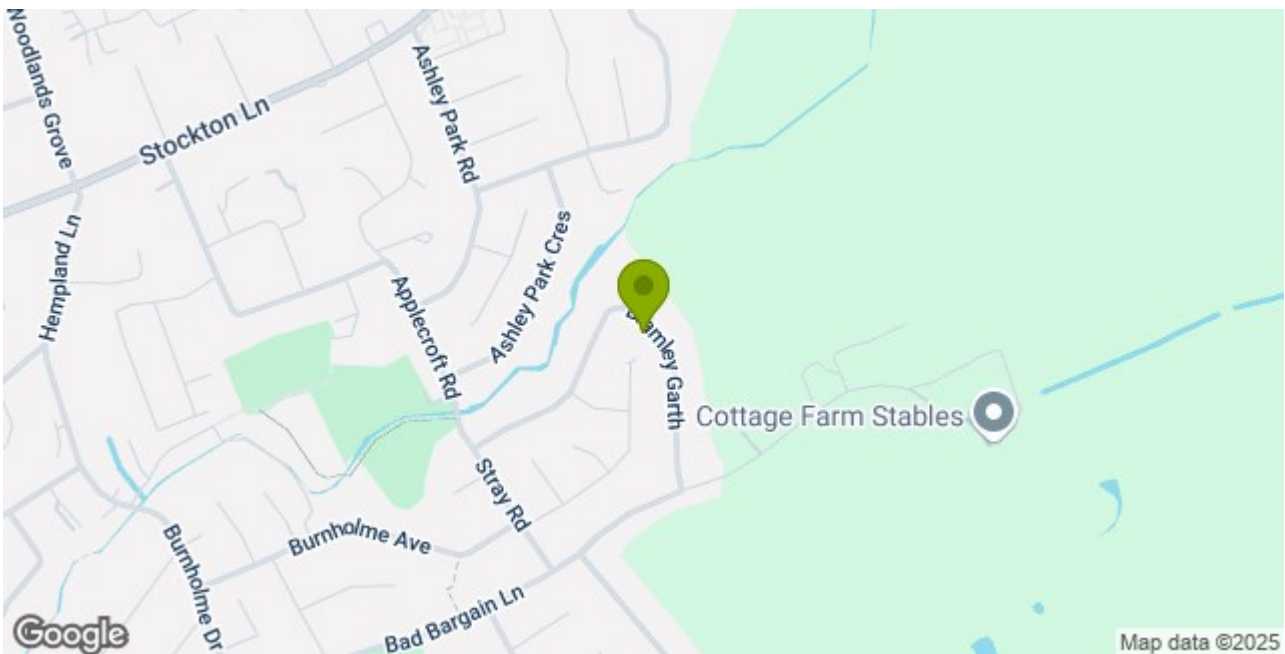 Woodlands Grove
Stockton Ln
Ashley Park Rd
Hempland Ln
Applecroft Rd
Ashley Park Cres
Garth
Cottage Farm Stables
Stray Rd
Burnholme Ave
Burnholme Dr
Bad Bargain Ln
Google
Map data ©2025